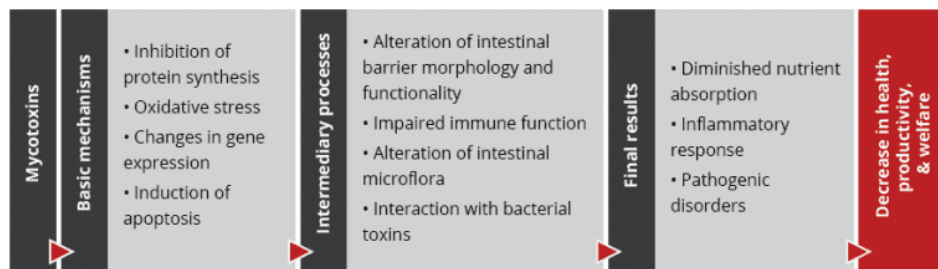 Mycotoxins
Basic mechanisms
• Inhibition of
protein synthesis
• Oxidative stress
• Changes in gene
expression
• Induction of
apoptosis
Intermediary processes
• Alteration of intestinal
barrier morphology and
functionality
• Impaired immune function
• Alteration of intestinal
microflora
• Interaction with bacterial
toxins
Final results
• Diminished nutrient
absorption
• Inflammatory
response
• Pathogenic
disorders
Decrease in health,
productivity,
& welfare